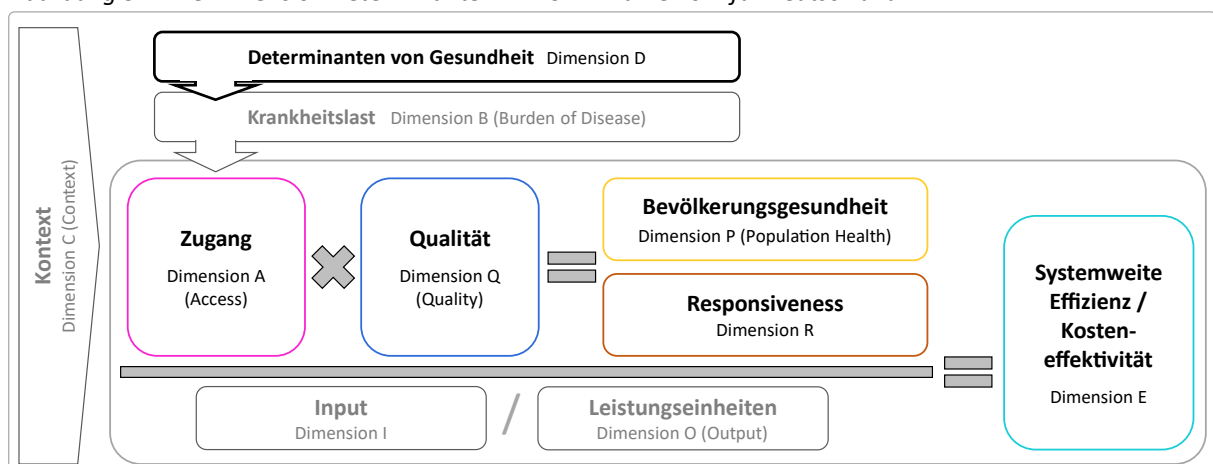 Determinanten von Gesundheit Dimension D
Krankheitslast Dimension B (Burden of Disease)
Kontext
Dimension C (Context)
Zugang
Dimension A
(Access)
Qualität
Dimension Q
(Quality)
Bevölkerungsgesundheit
Dimension P (Population Health)
Responsiveness
Dimension R
Systemweite
Effizienz /
Kosten-
effektivität
Dimension E
Input
Dimension I
/
Leistungseinheiten
Dimension O (Output)